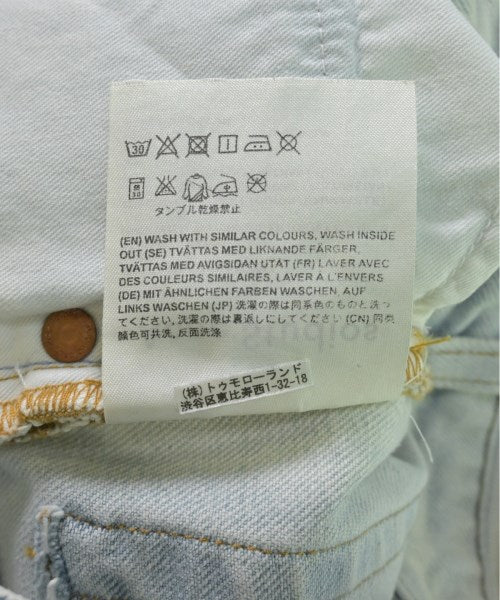 30
30
タンブル乾燥禁止
(EN) WASH WITH SIMILAR COLOURS, WASH INSIDE
OUT (SE) TVÄTTAS MED LIKNANDE FÄRGER,
TVÄTTAS MED AVIGSIDAN UTÅT (FR) LAVER AVEC
DES COULEURS SIMILAIRES, LAVER A L'ENVERS
(DE) MIT ÄHNLICHEN FARBEN WASCHEN, AUF
LINKS WASCHEN (JP) 洗濯の際は同系色のものと洗っ
てください, 洗濯の際は裏返しにしてください (CN) 同类
颜色可共洗, 反面洗涤
(株)トゥモローランド
渋谷区恵比寿西1-32-18